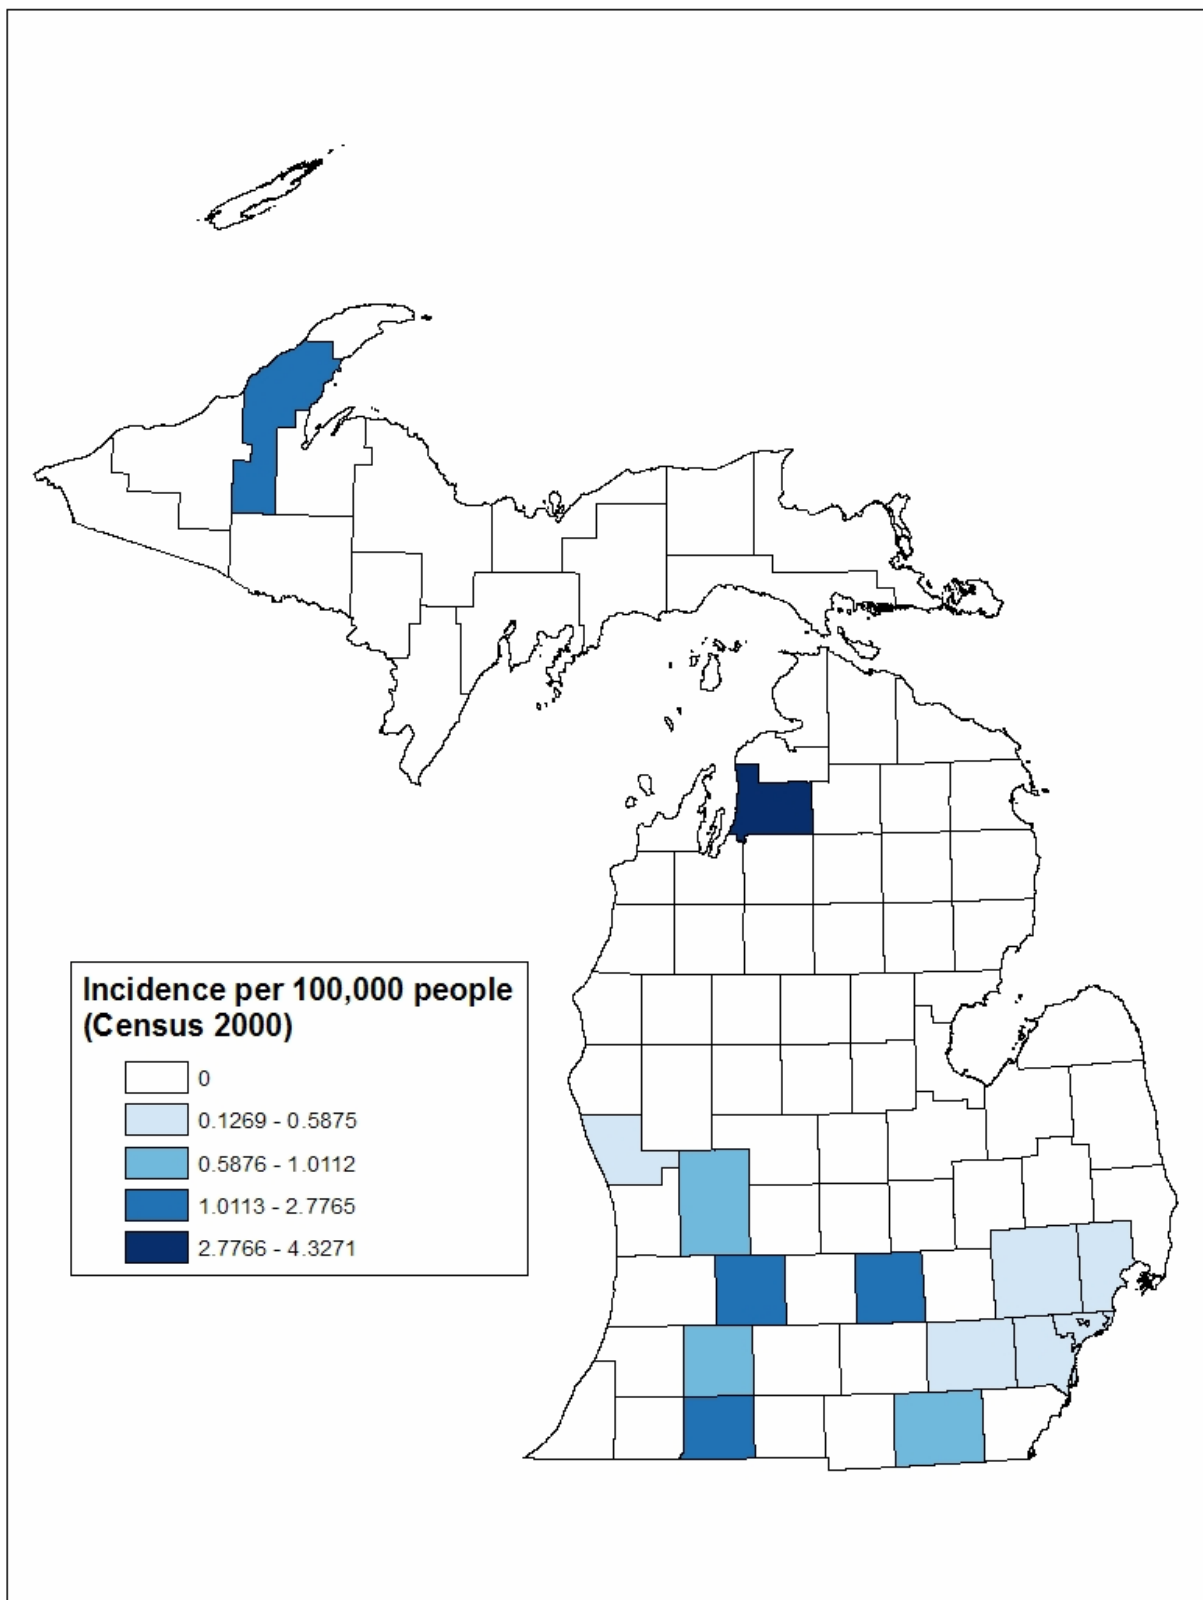 Incidence per 100,000 people
(Census 2000)
0
0.1269 - 0.5875
0.5876 - 1.0112
1.0113 - 2.7765
2.7766 - 4.3271